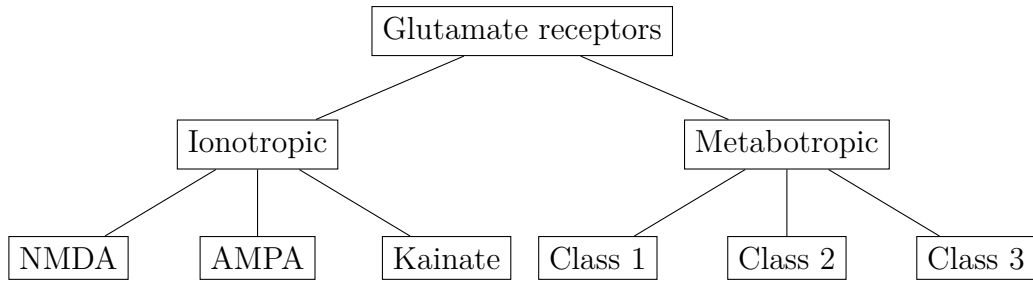 Glutamate receptors
Ionotropic
Metabotropic
NMDA
AMPA
Kainate
Class 1
Class 2
Class 3